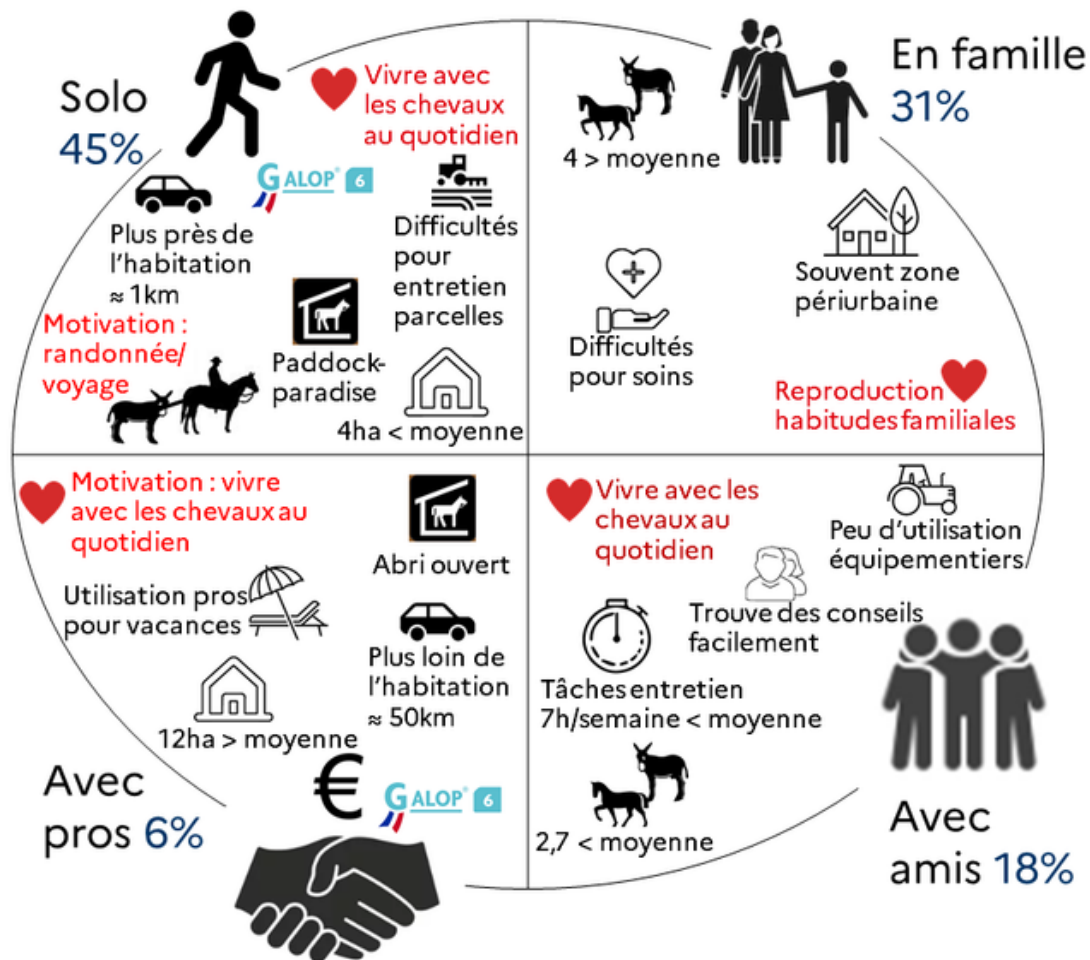 Solo
45%
Vivre avec
les chevaux
au quotidien
GALOP® 6
Plus près de
l'habitation
≈ 1km
Difficultés
pour
entretien
parcelles
Motivation :
randonnée/
voyage
Paddock-
paradise
4ha < moyenne
En famille
31%
4 > moyenne
Souvent zone
périurbaine
Difficultés
pour soins
Reproduction
habitudes familiales
Motivation : vivre
avec les chevaux au
quotidien
Abri ouvert
Utilisation pros
pour vacances
Plus loin de
l'habitation
≈ 50km
12ha > moyenne
Avec
pros 6%
€
GALOP® 6
Vivre avec les
chevaux au
quotidien
Peu d'utilisation
équipementiers
Trouve des conseils
facilement
Tâches entretien
7h/semaine < moyenne
2,7 < moyenne
Avec
amis 18%